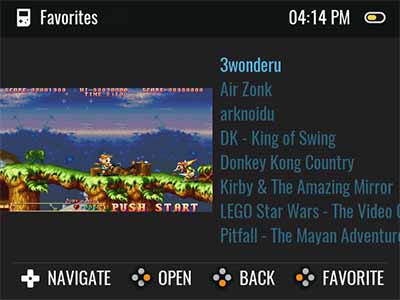 Favorites
04:14 PM
3wonderu
Air Zonk
arknoidu
DK - King of Swing
Donkey Kong Country
Kirby & The Amazing Mirror
LEGO Star Wars - The Video G
Pitfall - The Mayan Adventure
PUSH START
NAVIGATE
OPEN
BACK
FAVORITE